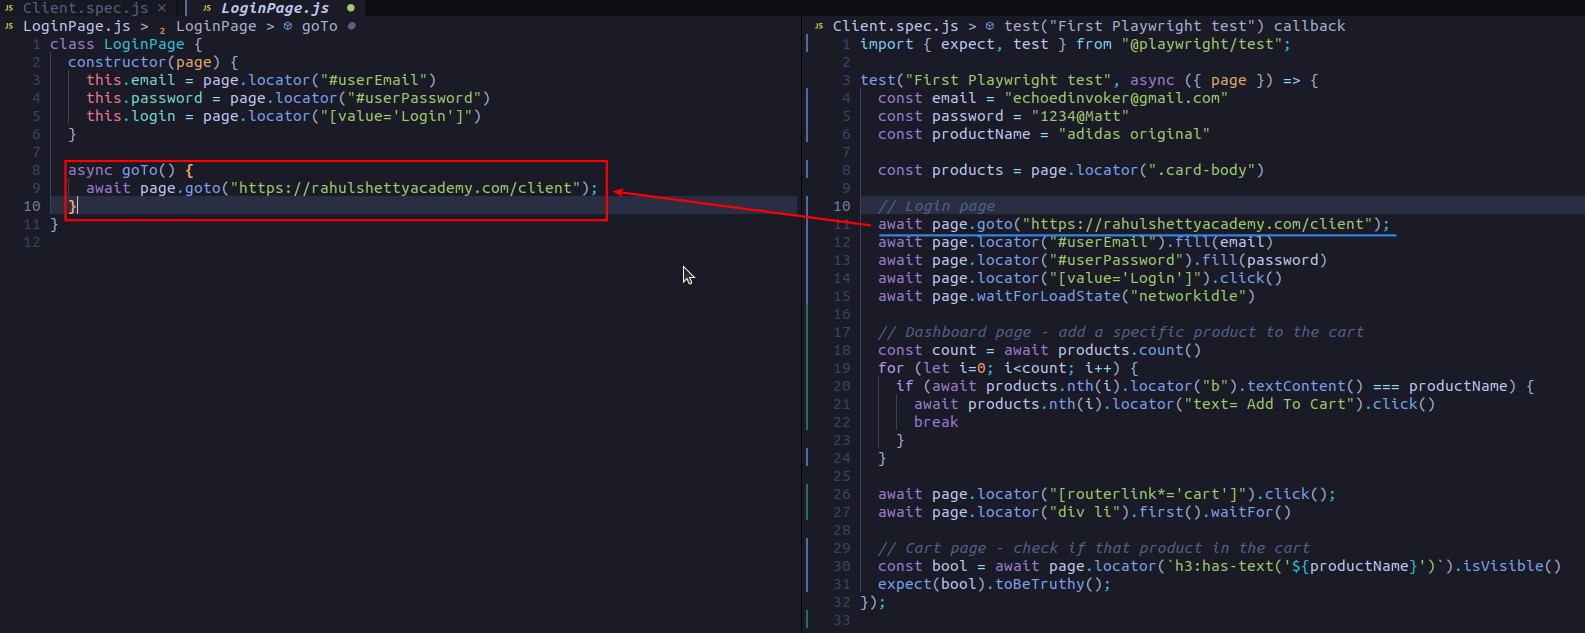 JS Client.spec.js ×
JS LoginPage.js ●
JS LoginPage.js > LoginPage > goTo ●
1 class LoginPage {
2   constructor(page) {
3     this.email = page.locator("#userEmail")
4     this.password = page.locator("#userPassword")
5     this.login = page.locator("[value='Login']")
6   }
7
8   async goTo() {
9     await page.goto("https://rahulshettyacademy.com/client");
10   }
11 }
12
JS Client.spec.js > test("First Playwright test") callback
1 import { expect, test } from "@playwright/test";
2
3 test("First Playwright test", async ({ page }) => {
4   const email = "echoedinvoker@gmail.com"
5   const password = "1234@Matt"
6   const productName = "adidas original"
7
8   const products = page.locator(".card-body")
9
10   // Login page
11   await page.goto("https://rahulshettyacademy.com/client");
12   await page.locator("#userEmail").fill(email)
13   await page.locator("#userPassword").fill(password)
14   await page.locator("[value='Login']").click()
15   await page.waitForLoadState("networkidle")
16
17   // Dashboard page - add a specific product to the cart
18   const count = await products.count()
19   for (let i=0; i<count; i++) {
20     if (await products.nth(i).locator("b").textContent() === productName) {
21       await products.nth(i).locator("text= Add To Cart").click()
22       break
23     }
24   }
25
26   await page.locator("[routerlink*='cart']").click();
27   await page.locator("div li").first().waitFor()
28
29   // Cart page - check if that product in the cart
30   const bool = await page.locator(`h3:has-text('${productName}')`).isVisible()
31   expect(bool).toBeTruthy();
32 });
33